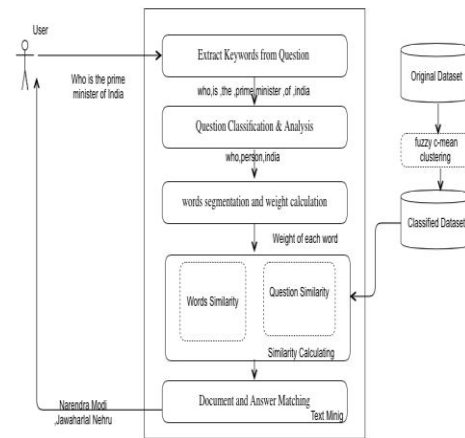 User
Extract Keywords from Question
Who is the prime
minister of India
who,is ,the ,prime,minister ,of ,india
Original Dataset
Question Classification & Analysis
who,person,india
fuzzy c-mean
clustering
words segmentation and weight calculation
Classified Dataset
Weight of each word
Words Similarity
Question Similarity
Similarity Calculating
Document and Answer Matching
Text Minig
Narendra Modi
,Jawaharlal Nehru